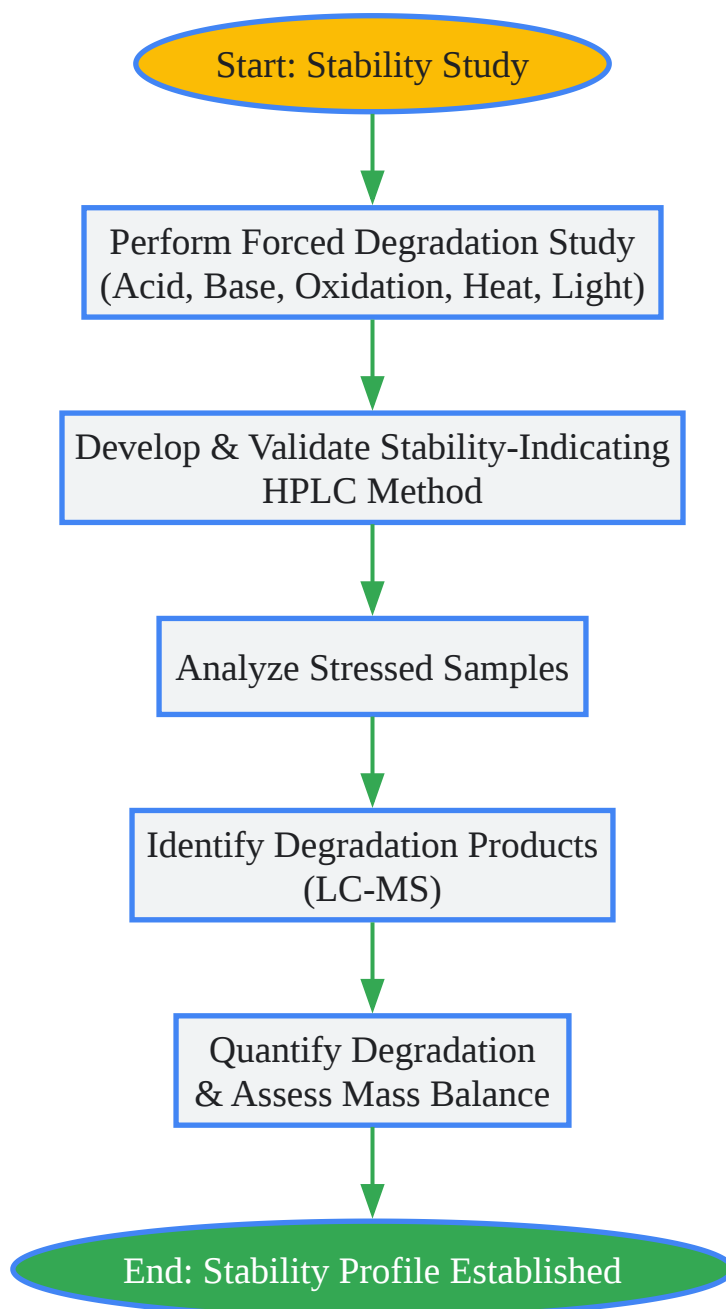 Start: Stability Study
Perform Forced Degradation Study
(Acid, Base, Oxidation, Heat, Light)
Develop & Validate Stability-Indicating
HPLC Method
Analyze Stressed Samples
Identify Degradation Products
(LC-MS)
Quantify Degradation
& Assess Mass Balance
End: Stability Profile Established